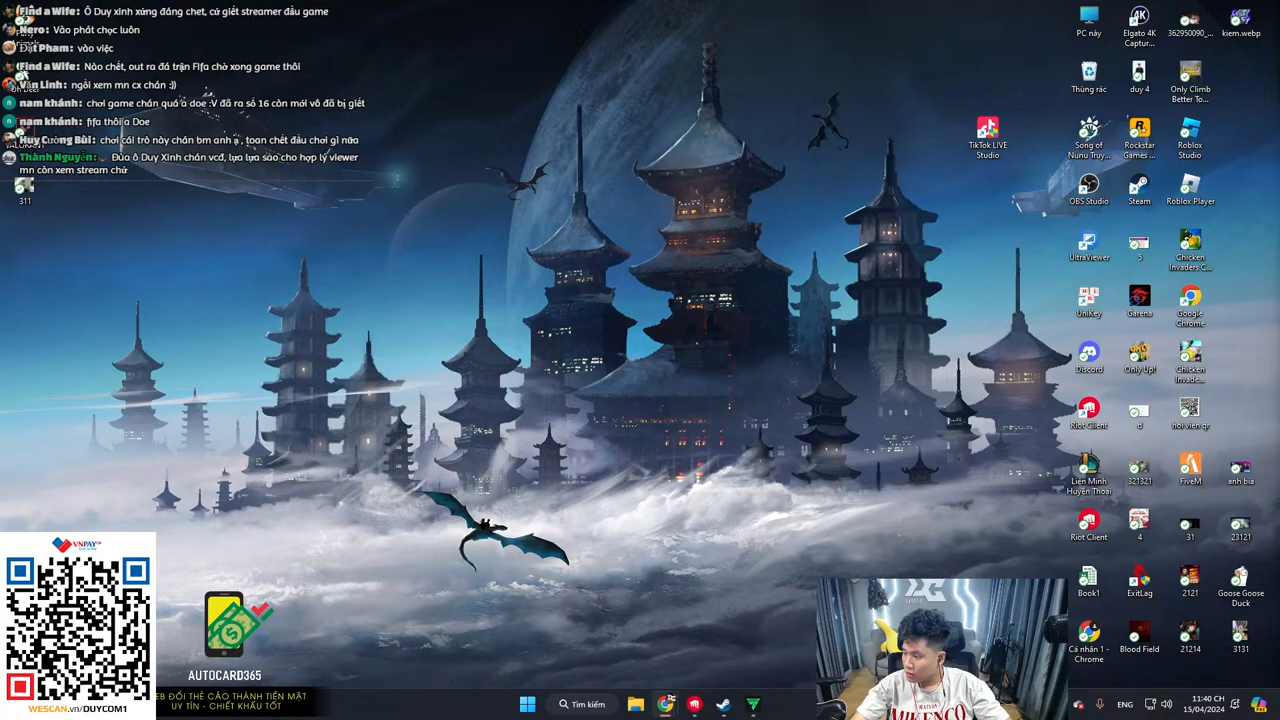 Find a Wife: Ô Duy xinh xứng đáng chet, cứ giết streamer đầu game
Nero: Vào phát chọc luôn
Đạt Pham: vào việc
Find a Wife: Nào chết, out ra đá trận FIfa chờ xong game thôi
Văn Linh: ngồi xem mn cx chán :))
nam khánh: chơi game chán quá a doe :V đã ra số 16 còn mới vô đã bị giết
nam khánh: fifa thôi a Doe
Huy Cường Bùi: chơi cái trò này chán bm anh ạ , toan chết đầu chơi gì nữa
Thành Nguyễn: Đùa ô Duy Xinh chán vcđ, lựa lựa sào cho hợp lý viewer
mn còn xem stream chứ
311
PC này
Elgato 4K Captur...
362950090_...
kiem.webp
Thùng rác
duy 4
Only Climb Better To...
TikTok LIVE Studio
Song of Nunu Truy...
Rockstar Games ...
Roblox Studio
OBS Studio
Steam
Roblox Player
UltraViewer
5
Chicken Invaders C...
UniKey
Garena
Google Chrome
Discord
Only Up!
Chicken Invade...
Riot Client
d
hoi vien qr
Liên Minh Huyền Thoại
321321
FiveM
anh bia
Riot Client
4
31
23121
Book1
ExitLag
2121
Goose Goose Duck
Cá nhân 1 - Chrome
Blood Field
21214
3131
VNPAY
WESCAN.vn/DUYCOM1
AUTOCARD365
EB ĐỔI THẺ CÀO THÀNH TIỀN MẶT
UY TÍN - CHIẾT KHẤU TỐT
Tìm kiếm
ENG
11:40 CH
15/04/2024